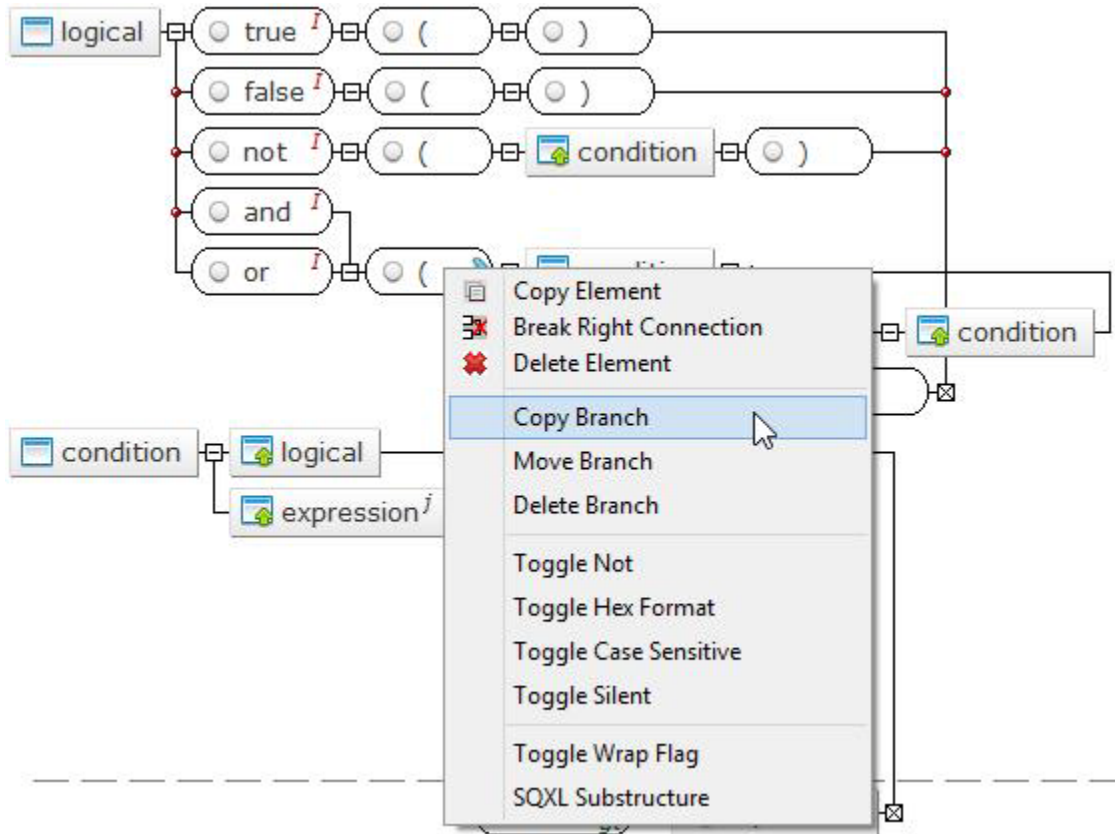 logical true I ( )
false I ( )
not I ( condition )
and I
or I ( condition
Copy Element
Break Right Connection
condition
Delete Element
Copy Branch
condition logical
Move Branch
Delete Branch
expression j
Toggle Not
Toggle Hex Format
Toggle Case Sensitive
Toggle Silent
Toggle Wrap Flag
SQXL Substructure